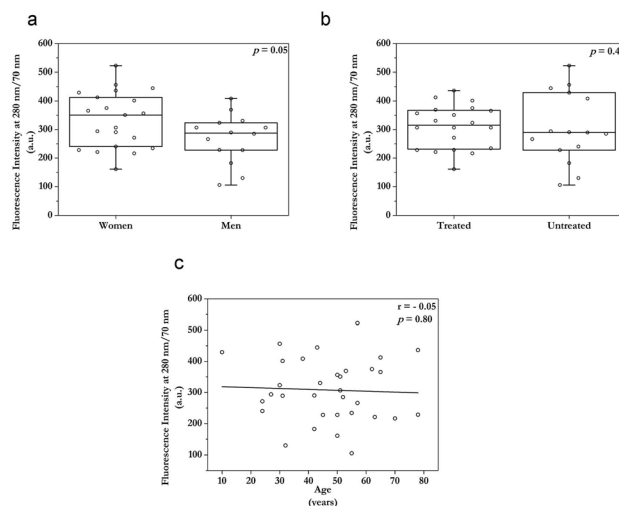 a
Fluorescence Intensity at 280 nm/70 nm
(a.u.)
600
500
400
300
200
100
0
p = 0.05
Women
Men
b
Fluorescence Intensity at 280 nm/70 nm
(a.u.)
600
500
400
300
200
100
0
p = 0.4
Treated
Untreated
c
Fluorescence Intensity at 280 nm/70 nm
(a.u.)
600
500
400
300
200
100
r = - 0.05
p = 0.80
10
20
30
40
50
60
70
80
Age
(years)